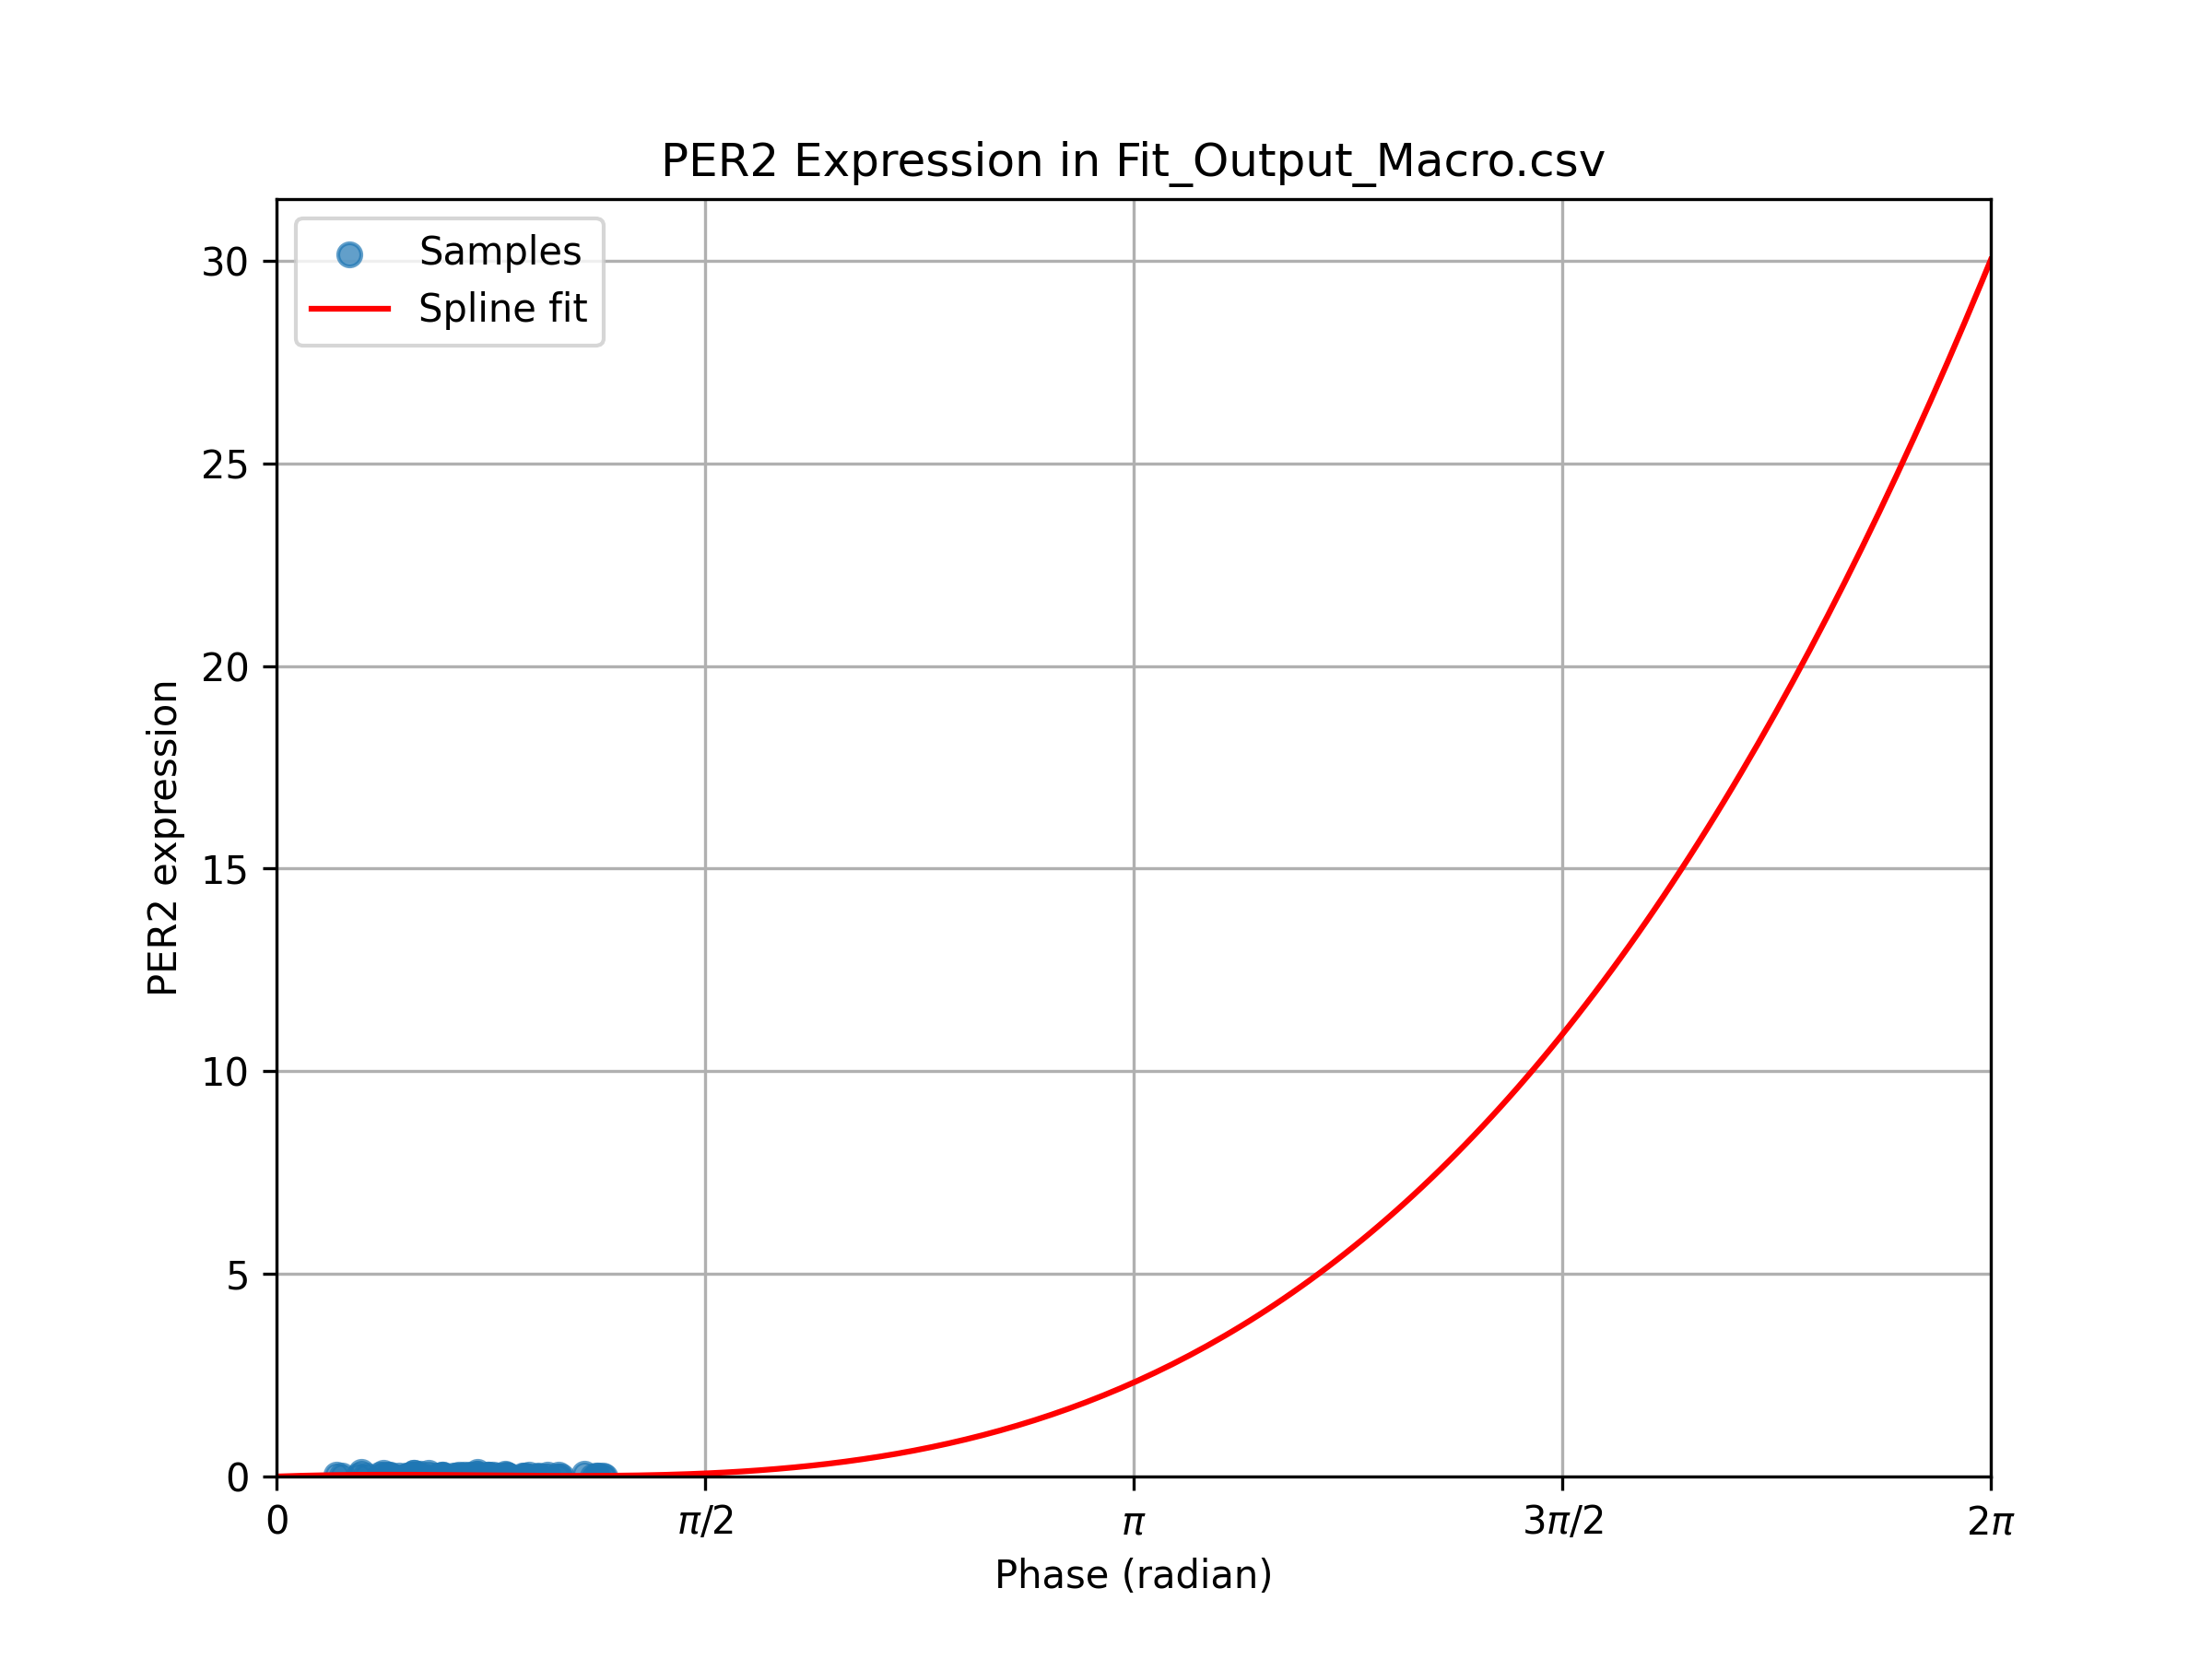 PER2 Expression in Fit_Output_Macro.csv
Samples
Spline fit
30
25
20
15
10
5
0
PER2 expression
0
π/2
π
3π/2
2π
Phase (radian)